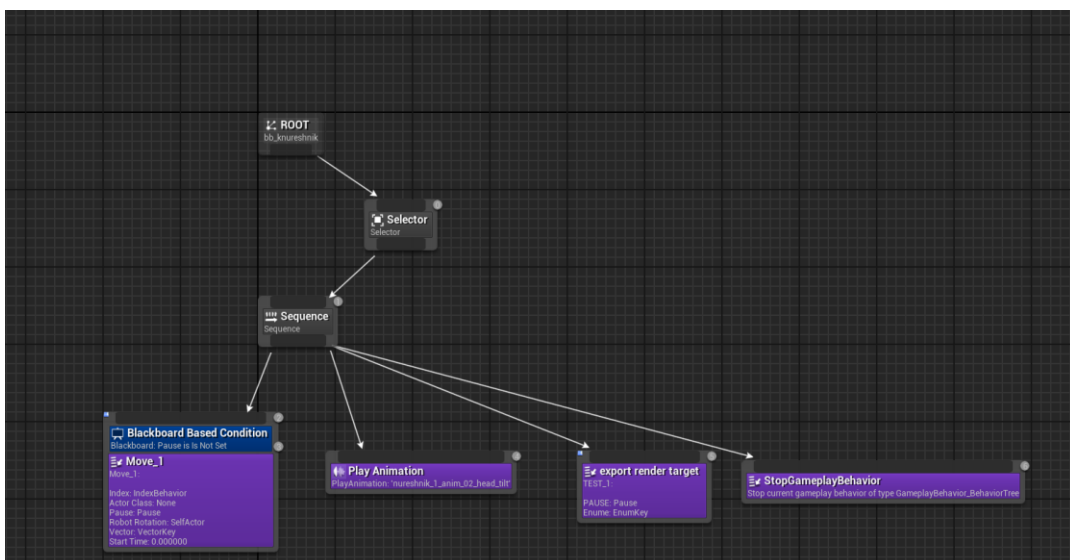 ROOT
bb_knureshnik
Selector
Selector
Sequence
Sequence
Blackboard Based Condition
Blackboard: Pause is Is Not Set
Move_1
Move_1:
Index: IndexBehavior
Actor Class: None
Pause: Pause
Robot Rotation: SelfActor
Vector: VectorKey
Start Time: 0.000000
Play Animation
PlayAnimation: 'nureshnik_1_anim_02_head_tilt'
export render target
TEST_1:
PAUSE: Pause
Enume: EnumKey
StopGameplayBehavior
Stop current gameplay behavior of type GameplayBehavior_BehaviorTree